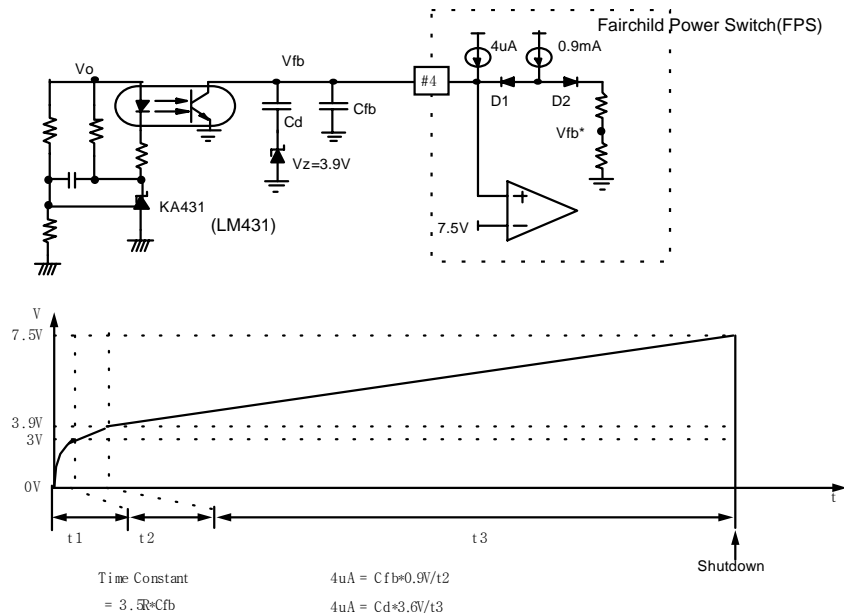 Fairchild Power Switch(FPS)
4uA
0.9mA
Vfb
Vo
#4
D1
D2
Cd
Cfb
Vfb*
Vz=3.9V
KA431
(LM431)
7.5V
+
−
V
7.5V
3.9V
3V
0V
t
t1
t2
t3
Shutdown
Time Constant
4uA = Cfb*0.9V/t2
= 3.5R*Cfb
4uA = Cd*3.6V/t3